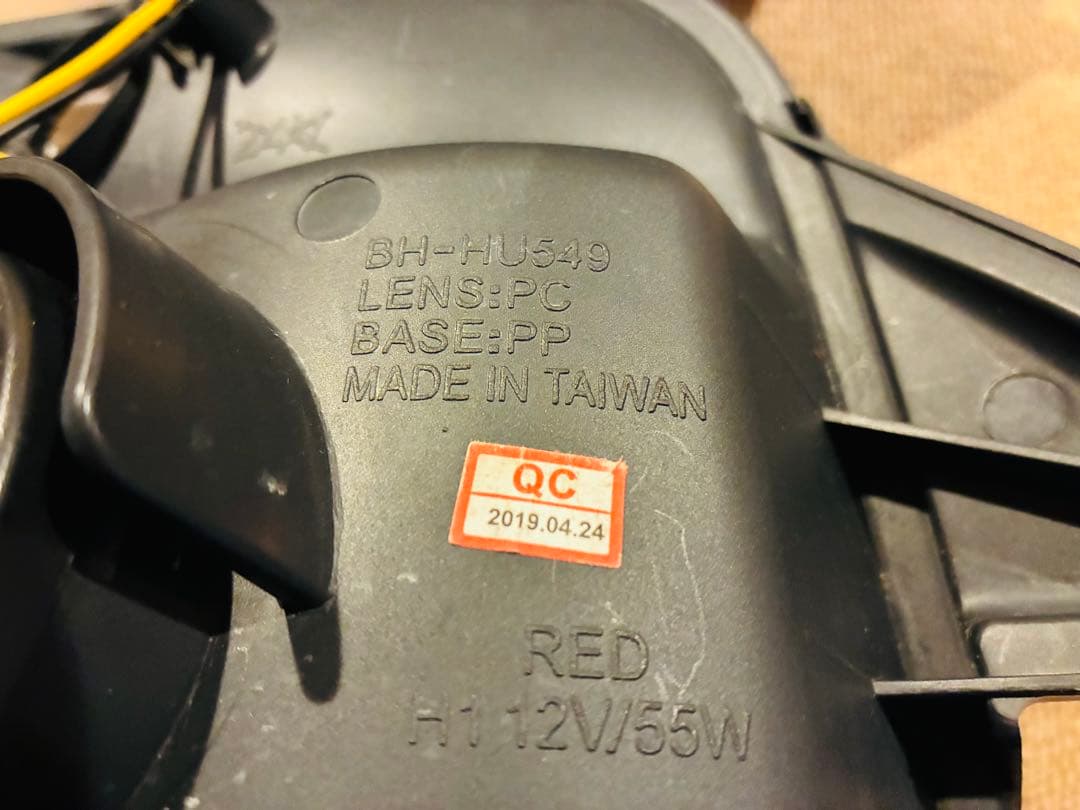 BH-HU549
LENS:PC
BASE:PP
MADE IN TAIWAN
QC
2019.04.24
RED
H1 12V/55W